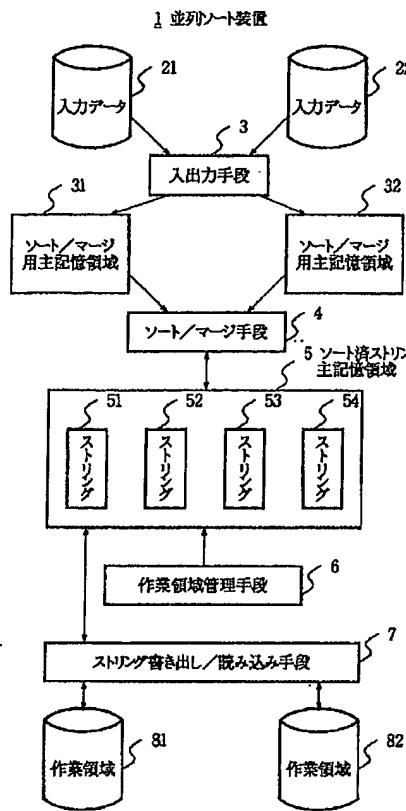 1 並列ソート装置
21
22
入力データ
入力データ
3
入出力手段
31
32
ソート／マージ
用主記憶領域
ソート／マージ
用主記憶領域
4
ソート／マージ手段
5 ソート済ストリン
主記憶領域
51
52
53
54
ストリング
ストリング
ストリング
ストリング
作業領域管理手段
6
7
ストリング書き出し／読み込み手段
81
82
作業領域
作業領域